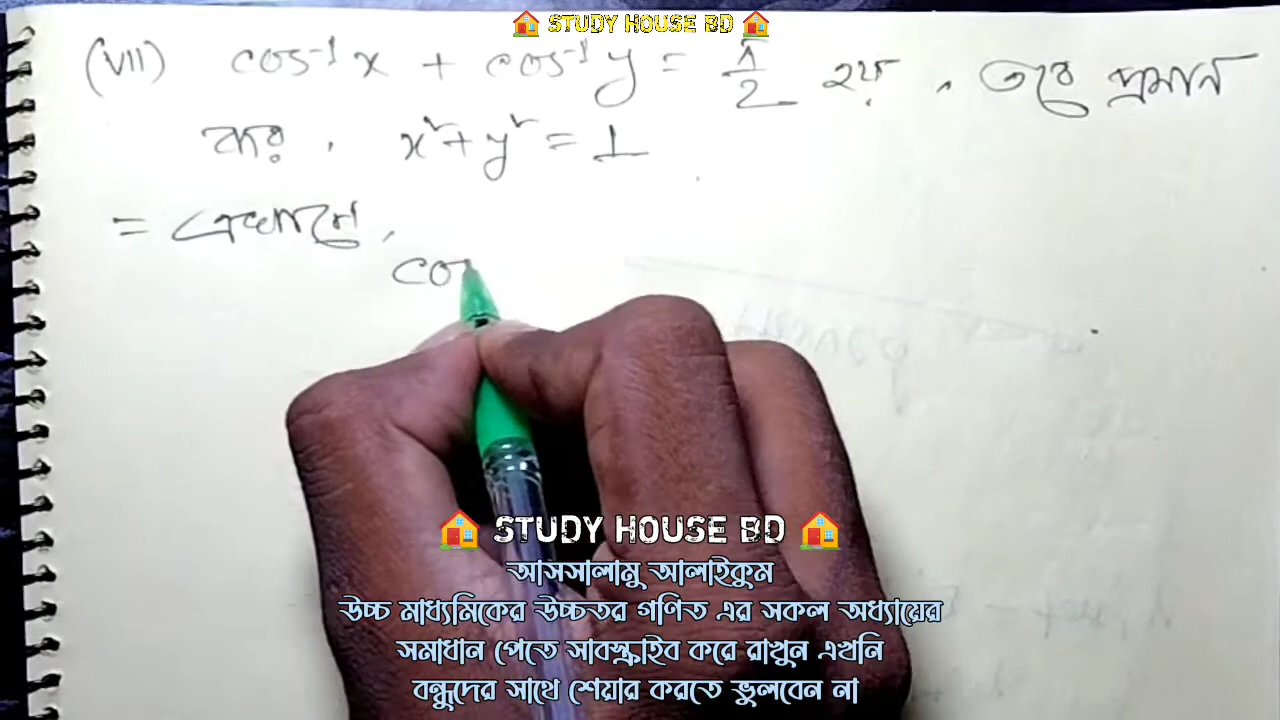 🏠 STUDY HOUSE BD 🏠
(VII) cos⁻¹x + cos⁻¹y = π/2 হয়, তবে প্রমান
কর, x² + y² = 1
= এখানে,
cos
🏠 STUDY HOUSE BD 🏠
আসসালামু আলাইকুম
উচ্চ মাধ্যমিকের উচ্চতর গণিত এর সকল অধ্যায়ের
সমাধান পেতে সাবস্ক্রাইব করে রাখুন এখনি
বন্ধুদের সাথে শেয়ার করতে ভুলবেন না